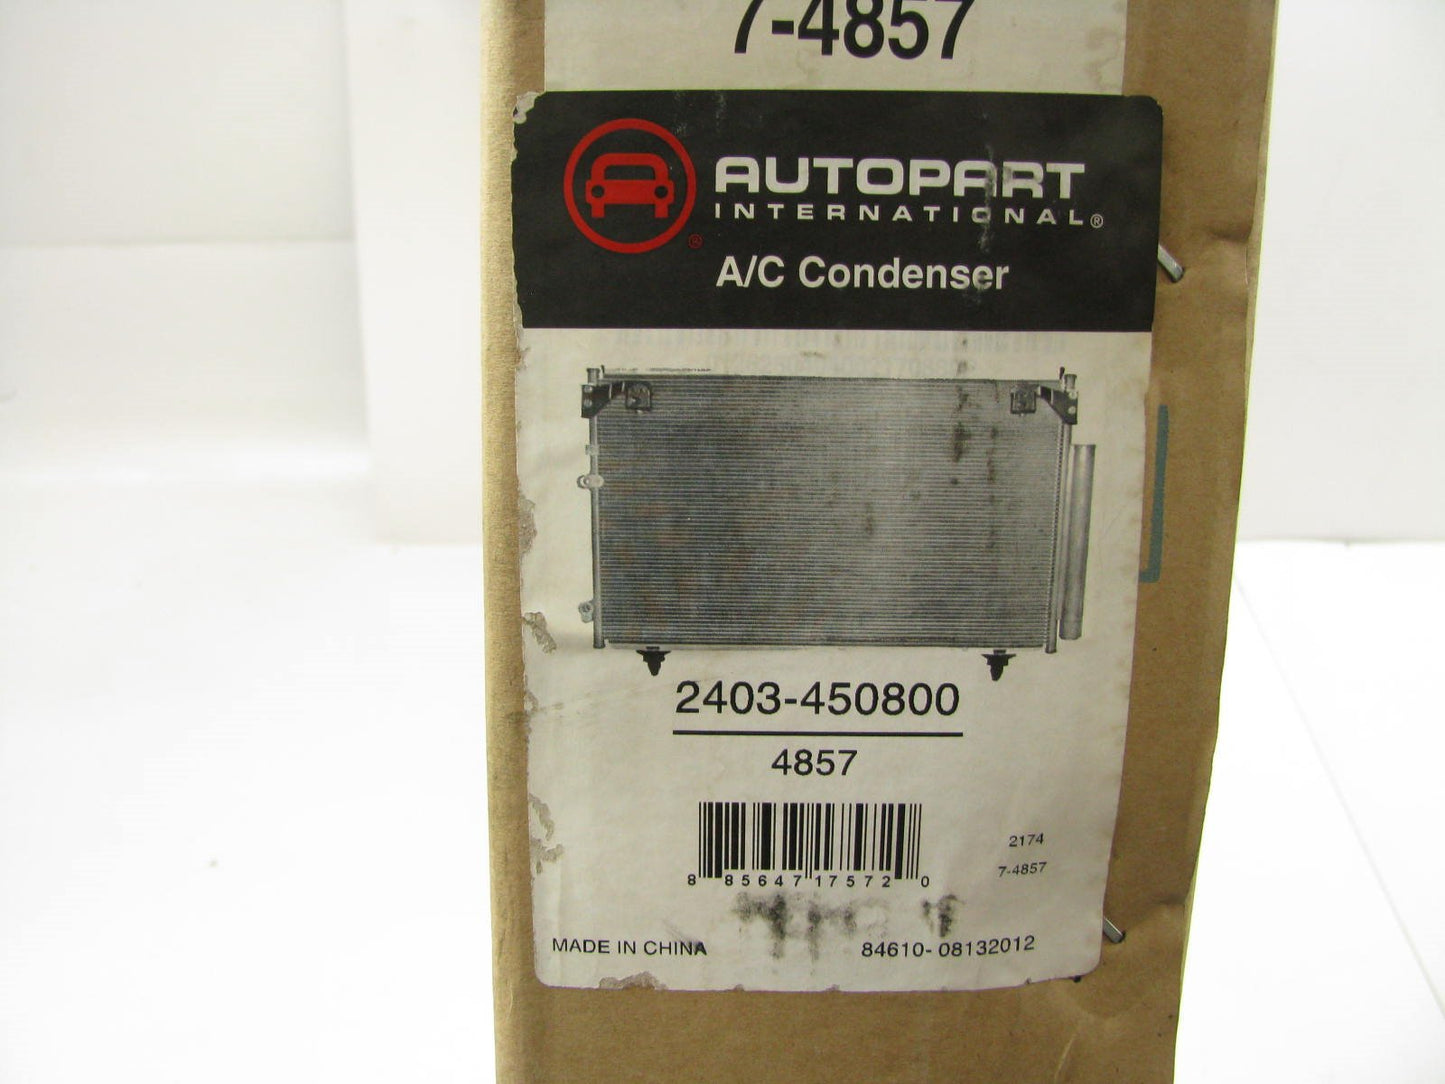 7-4857
AUTOPART
INTERNATIONAL®
®
A/C Condenser
2403-450800
4857
8 85647 17572 0
2174
7-4857
MADE IN CHINA
84610- 08132012